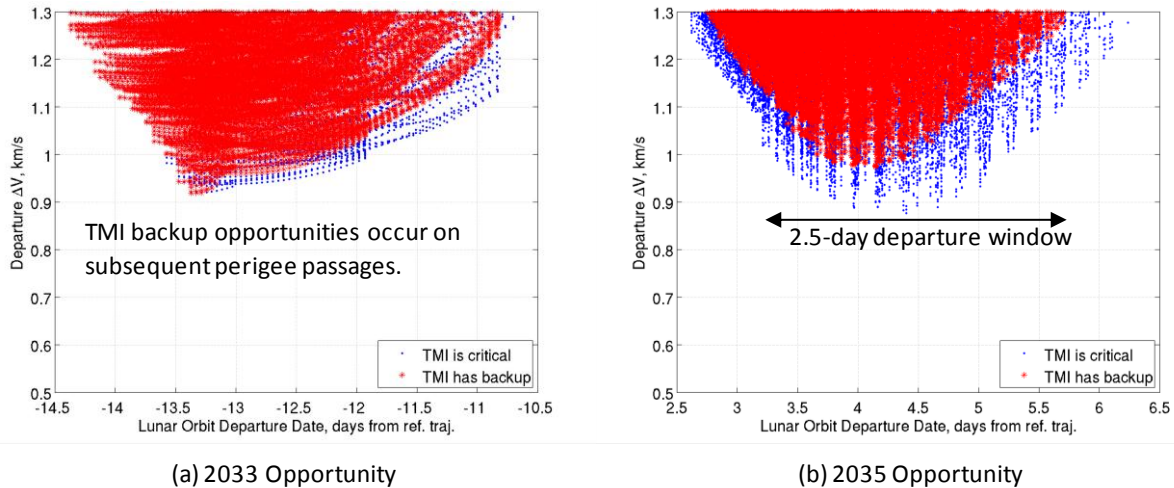 1.3
1.2
1.1
1
0.9
0.8
0.7
0.6
0.5
Departure ΔV, km/s
TMI backup opportunities occur on
subsequent perigee passages.
TMI is critical
TMI has backup
-14.5 -14 -13.5 -13 -12.5 -12 -11.5 -11 -10.5
Lunar Orbit Departure Date, days from ref. traj.
(a) 2033 Opportunity
1.3
1.2
1.1
1
0.9
0.8
0.7
0.6
0.5
Departure ΔV, km/s
2.5-day departure window
TMI is critical
TMI has backup
2.5 3 3.5 4 4.5 5 5.5 6 6.5
Lunar Orbit Departure Date, days from ref. traj.
(b) 2035 Opportunity